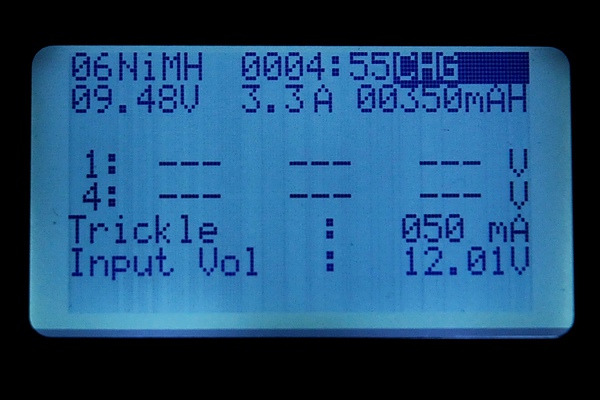 06NiMH 0004:55CHG
09.48V 3.3A 00350mAH
1: --- --- --- V
4: --- --- --- V
Trickle : 050 mA
Input Vol : 12.01V